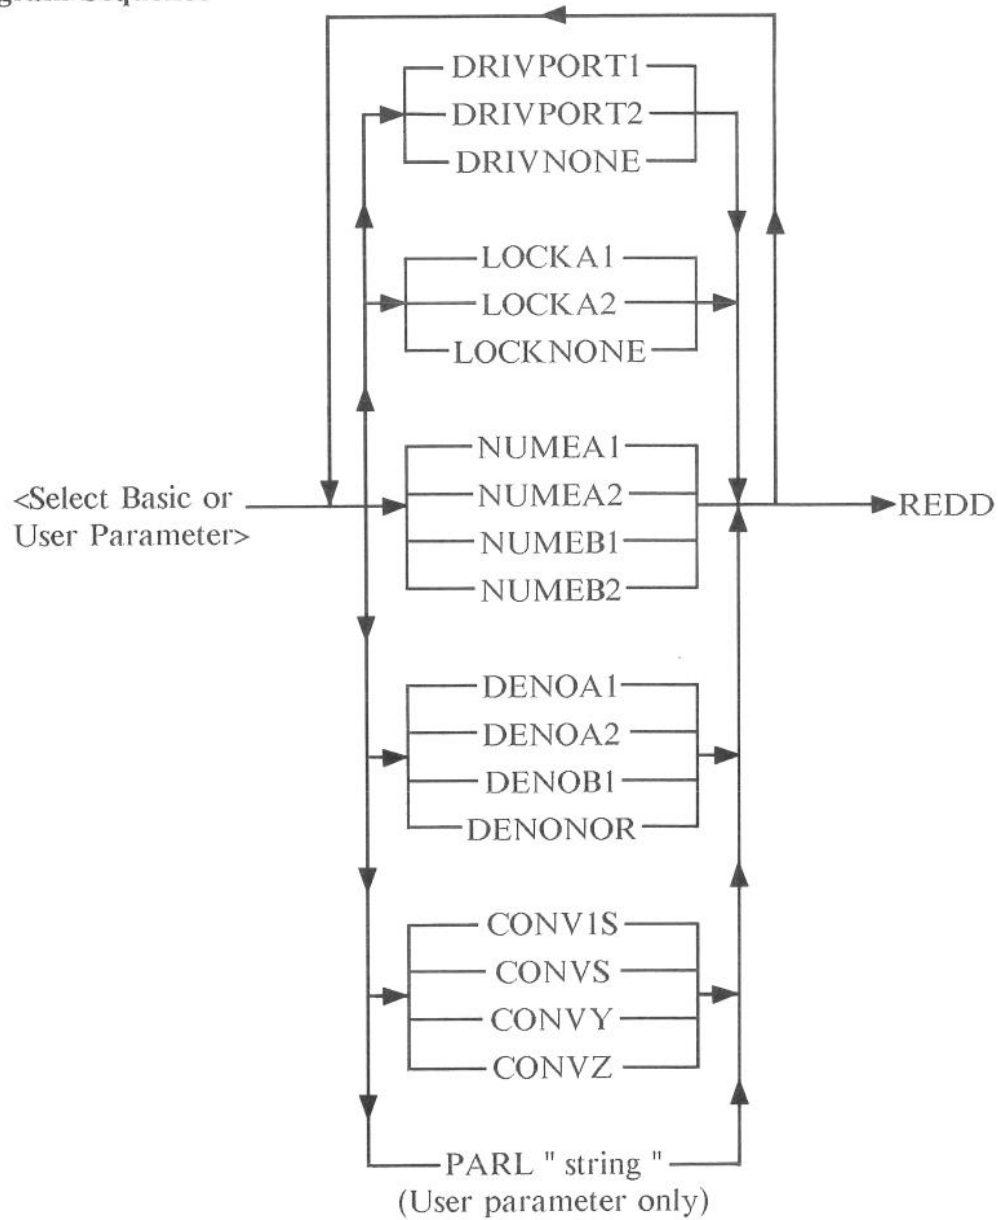 DRIVPORT1
DRIVPORT2
DRIVNONE
LOCKA1
LOCKA2
LOCKNONE
<Select Basic or
User Parameter>
NUMEA1
NUMEA2
NUMEB1
NUMEB2
REDD
DENOA1
DENOA2
DENOB1
DENONOR
CONV1S
CONVS
CONVY
CONVZ
PARL " string "
(User parameter only)